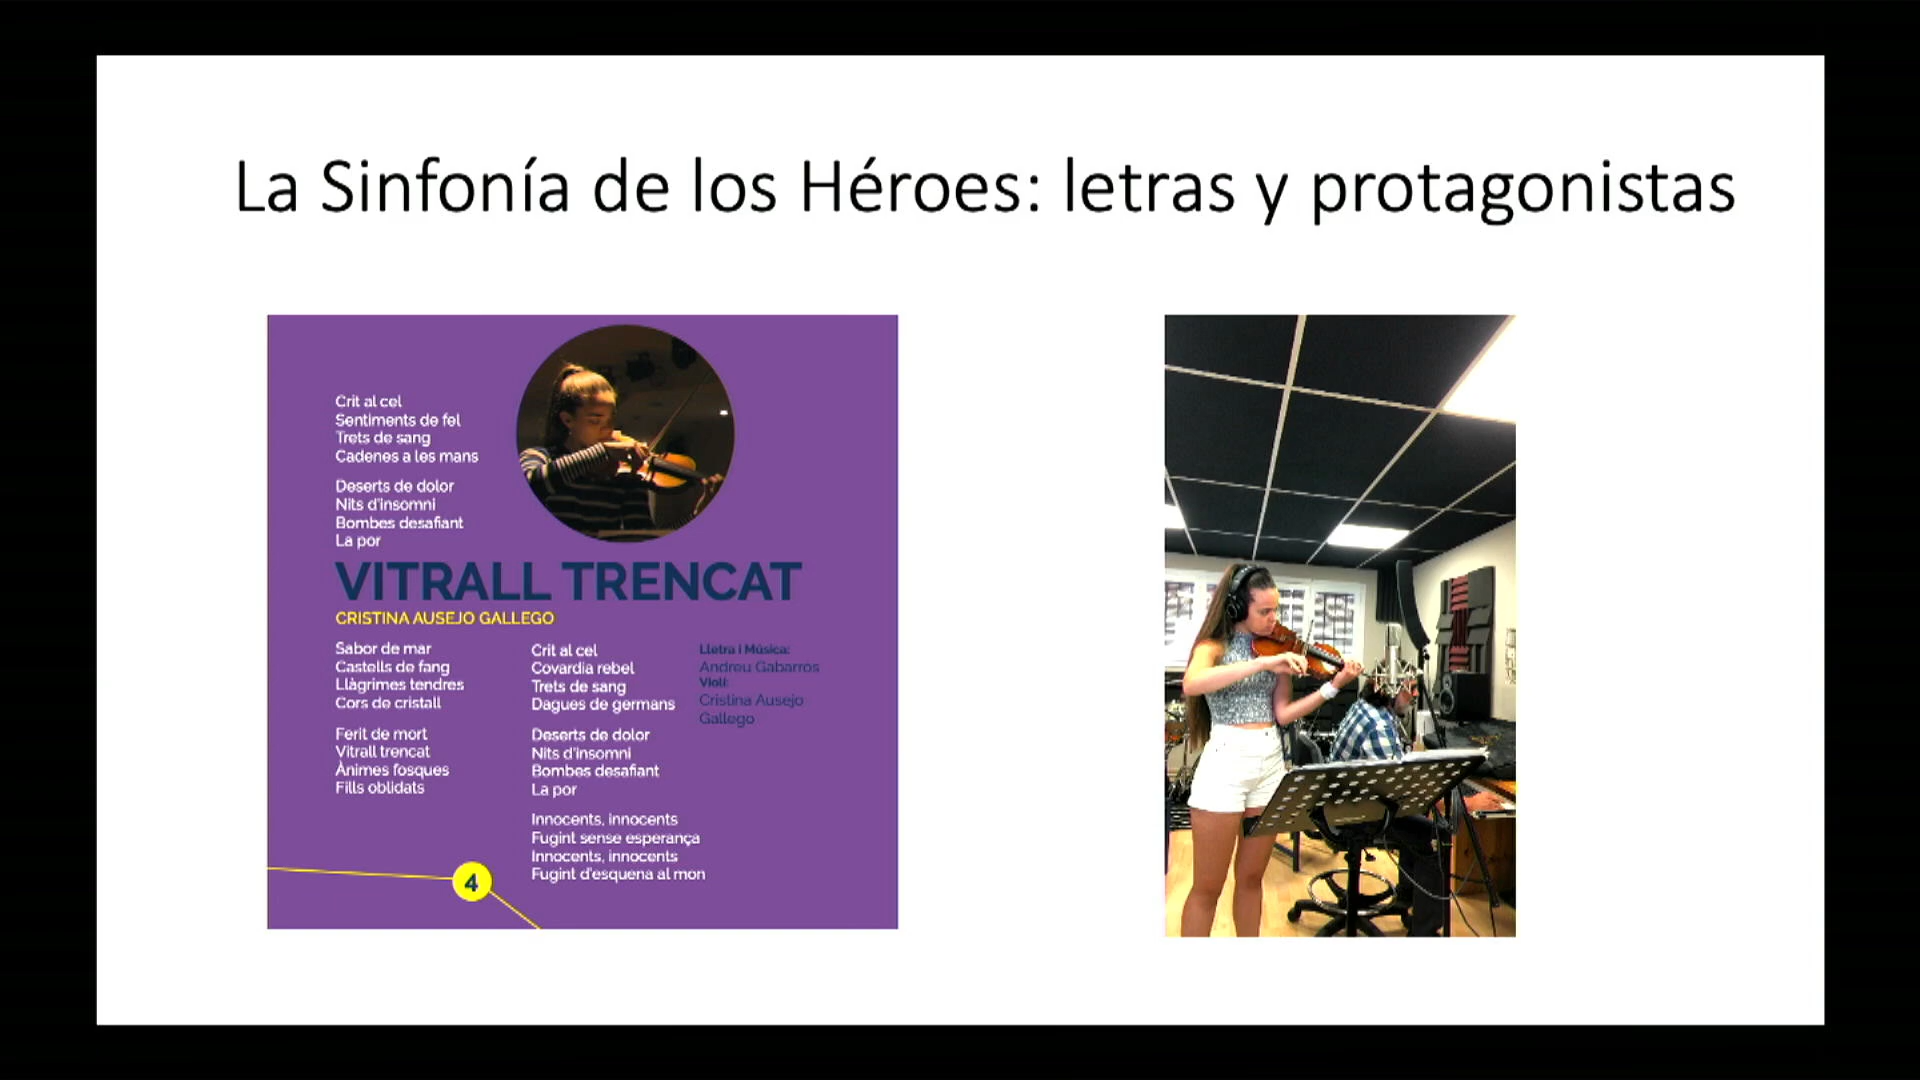 La Sinfonía de los Héroes: letras y protagonistas
Crit al cel
Sentiments de fel
Trets de sang
Cadenes a les mans
Deserts de dolor
Nits d'insomni
Bombes desafiant
La por
VITRALL TRENCAT
CRISTINA AUSEJO GALLEGO
Sabor de mar
Castells de fang
Llàgrimes tendres
Cors de cristall
Ferit de mort
Vitrall trencat
Ànimes fosques
Fills oblidats
Crit al cel
Covardia rebel
Trets de sang
Dagues de germans
Deserts de dolor
Nits d'insomni
Bombes desafiant
La por
Innocents, innocents
Fugint sense esperança
Innocents, innocents
Fugint d'esquena al mon
Lletra i Música:
Andreu Gabarrós
Violí:
Cristina Ausejo
Gallego
4